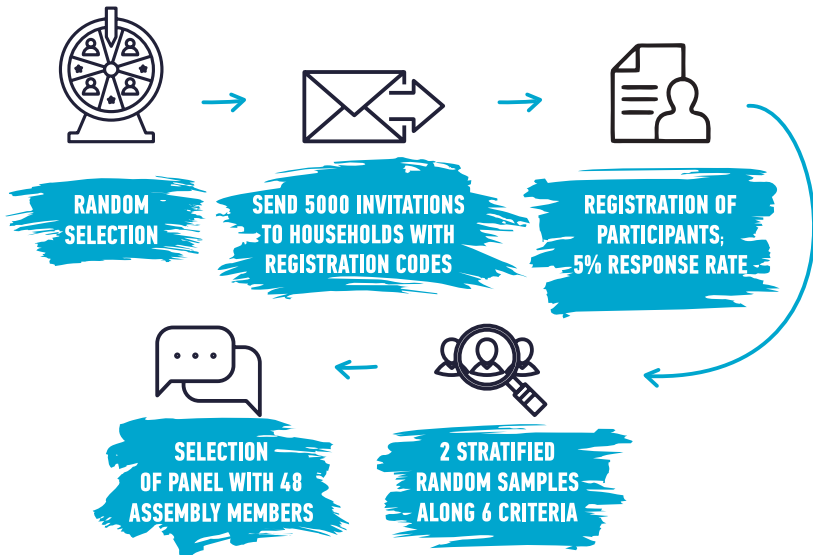 RANDOM
SELECTION
SEND 5000 INVITATIONS
TO HOUSEHOLDS WITH
REGISTRATION CODES
REGISTRATION OF
PARTICIPANTS;
5% RESPONSE RATE
2 STRATIFIED
RANDOM SAMPLES
ALONG 6 CRITERIA
SELECTION
OF PANEL WITH 48
ASSEMBLY MEMBERS